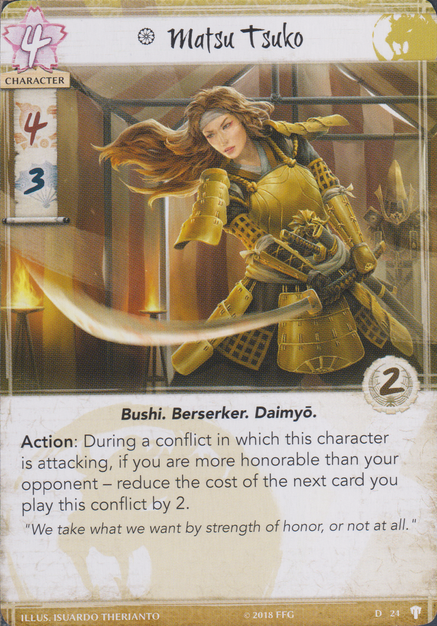 4
Matsu Tsuko
CHARACTER
4
3
2
Bushi. Berserker. Daimyō.
Action: During a conflict in which this character
is attacking, if you are more honorable than your
opponent – reduce the cost of the next card you
play this conflict by 2.
"We take what we want by strength of honor, or not at all."
ILLUS. ISUARDO THERIANTO © 2018 FFG D 24